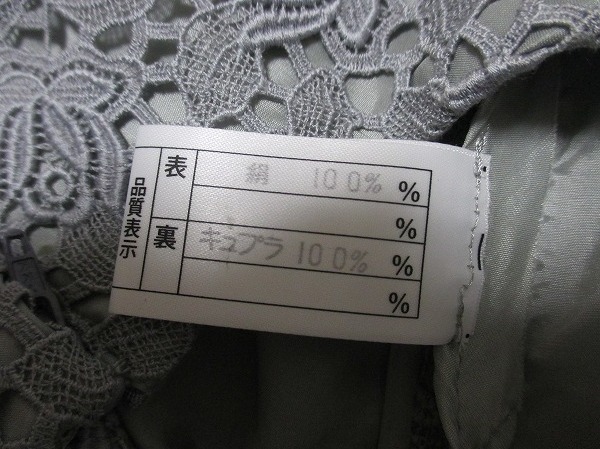 品質表示
表
絹 100% %
%
裏
キュプラ 100% %
%